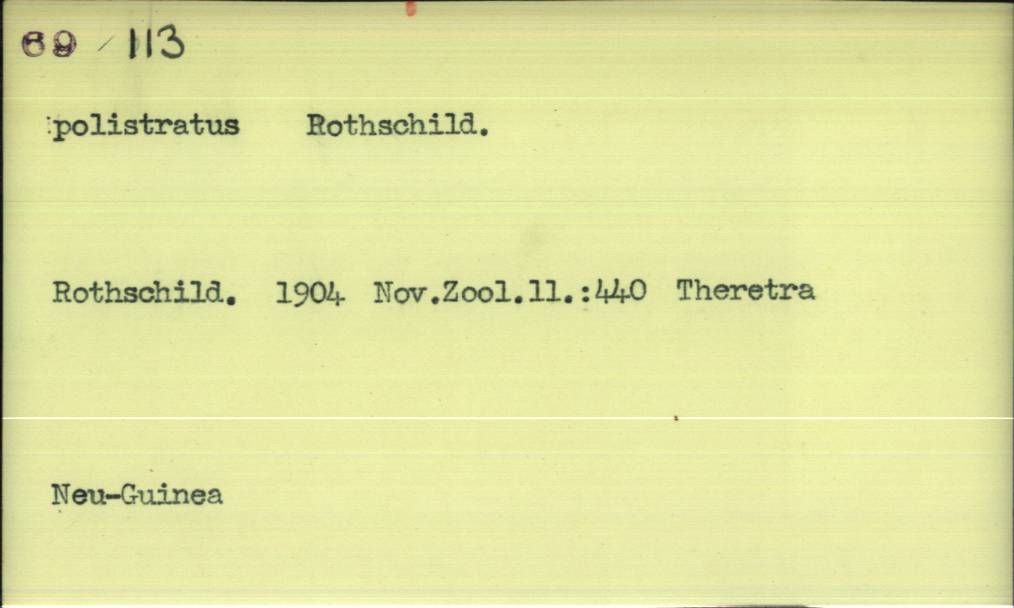 69 / 113
polistratus Rothschild.
Rothschild. 1904 Nov.Zool.11.:440 Theretra
Neu-Guinea